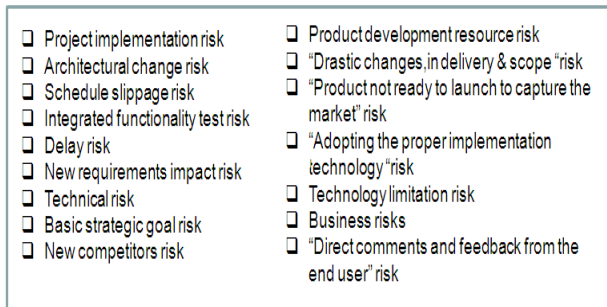 ❑ Project implementation risk
❑ Architectural change risk
❑ Schedule slippage risk
❑ Integrated functionality test risk
❑ Delay risk
❑ New requirements impact risk
❑ Technical risk
❑ Basic strategic goal risk
❑ New competitors risk
❑ Product development resource risk
❑ “Drastic changes,in delivery & scope “risk
❑ “Product not ready to launch to capture the
market” risk
❑ “Adopting the proper implementation
technology “risk
❑ Technology limitation risk
❑ Business risks
❑ “Direct comments and feedback from the
end user” risk